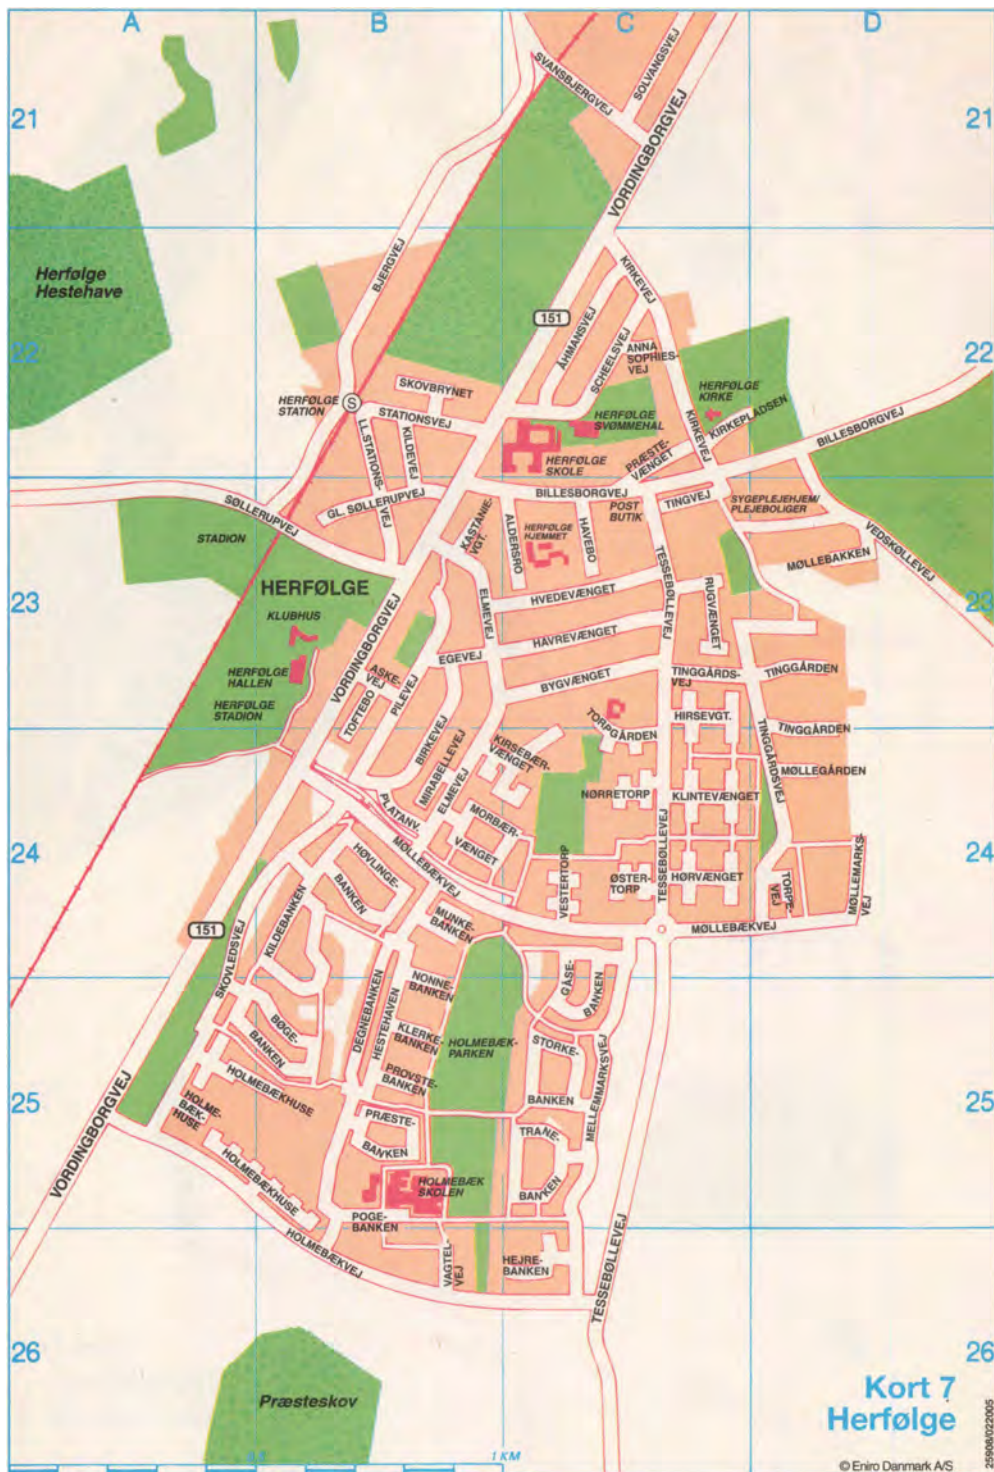 A
B
C
D
21
21
SVANSBJERGVEJ
SOLVANGSVEJ
VORDINGBORGVEJ
Herfølge
Hestehave
BJERGVEJ
KIRKEVEJ
151
ÅHMANSVEJ
SCHEELSVEJ
ANNA
SOPHIES-
VEJ
22
22
SKOVBRYNET
HERFØLGE
STATION
S
STATIONSVEJ
LL.STATIONS-
VEJ
KILDEVEJ
HERFØLGE
KIRKE
KIRKEPLADSEN
HERFØLGE
SVØMMEHAL
HERFØLGE
SKOLE
PRÆSTE-
VÆNGET
KIRKEVEJ
BILLESBORGVEJ
SØLLERUPVEJ
GL. SØLLERUPVEJ
BILLESBORGVEJ
POST
BUTIK
TINGVEJ
SYGEPLEJEHJEM/
PLEJEBOLIGER
VEDSKØLLEVEJ
STADION
KASTANIE-
VGT.
ALDERSRO
HERFØLGE
HJEMMET
HAVEBO
MØLLEBAKKEN
HERFØLGE
23
23
KLUBHUS
ELMEVEJ
HVEDEVÆNGET
TESSEBØLLEVEJ
RUGVÆNGET
HAVREVÆNGET
VORDINGBORGVEJ
EGEVEJ
ASKE-
VEJ
TOFTEBO
PILEVEJ
BYGVÆNGET
TINGGÅRDS-
VEJ
TINGGÅRDEN
HERFØLGE
HALLEN
HERFØLGE
STADION
TORPGÅRDEN
HIRSEVGT.
TINGGÅRDEN
BIRKEVEJ
MIRABELLEVEJ
ELMEVEJ
KIRSEBÆR-
VÆNGET
TINGGÅRDSVEJ
MØLLEGÅRDEN
NØRRETORP
KLINTEVÆNGET
PLATANV.
MORBÆR-
VÆNGET
24
24
MØLLEBÆKVEJ
HØVLINGE-
BANKEN
VESTERTORP
ØSTER-
TORP
TESSEBØLLEVEJ
HØRVÆNGET
TORPE-
VEJ
MØLLEMARKS-
VEJ
KILDEBANKEN
MUNKE-
BANKEN
MØLLEBÆKVEJ
151
SKOVLEDSVEJ
DEGNEBANKEN
HESTEHAVEN
NONNE-
BANKEN
GÅSE-
BANKEN
BØGE-
BANKEN
KLERKE-
BANKEN
HOLMEBÆK-
PARKEN
STORKE-
BANKEN
MELLEMMARKSVEJ
PROVSTE-
BANKEN
HOLMEBÆKHUSE
HOLME-
BÆK-
HUSE
25
25
PRÆSTE-
BANKEN
TRANE-
BANKEN
VORDINGBORGVEJ
HOLMEBÆKHUSE
HOLMEBÆK
SKOLEN
POGE-
BANKEN
HOLMEBÆKVEJ
VAGTEL-
VEJ
HEJRE-
BANKEN
TESSEBØLLEVEJ
26
26
Præsteskov
Kort 7
Herfølge
0,5
1 KM
© Eniro Danmark A/S
25908/022005